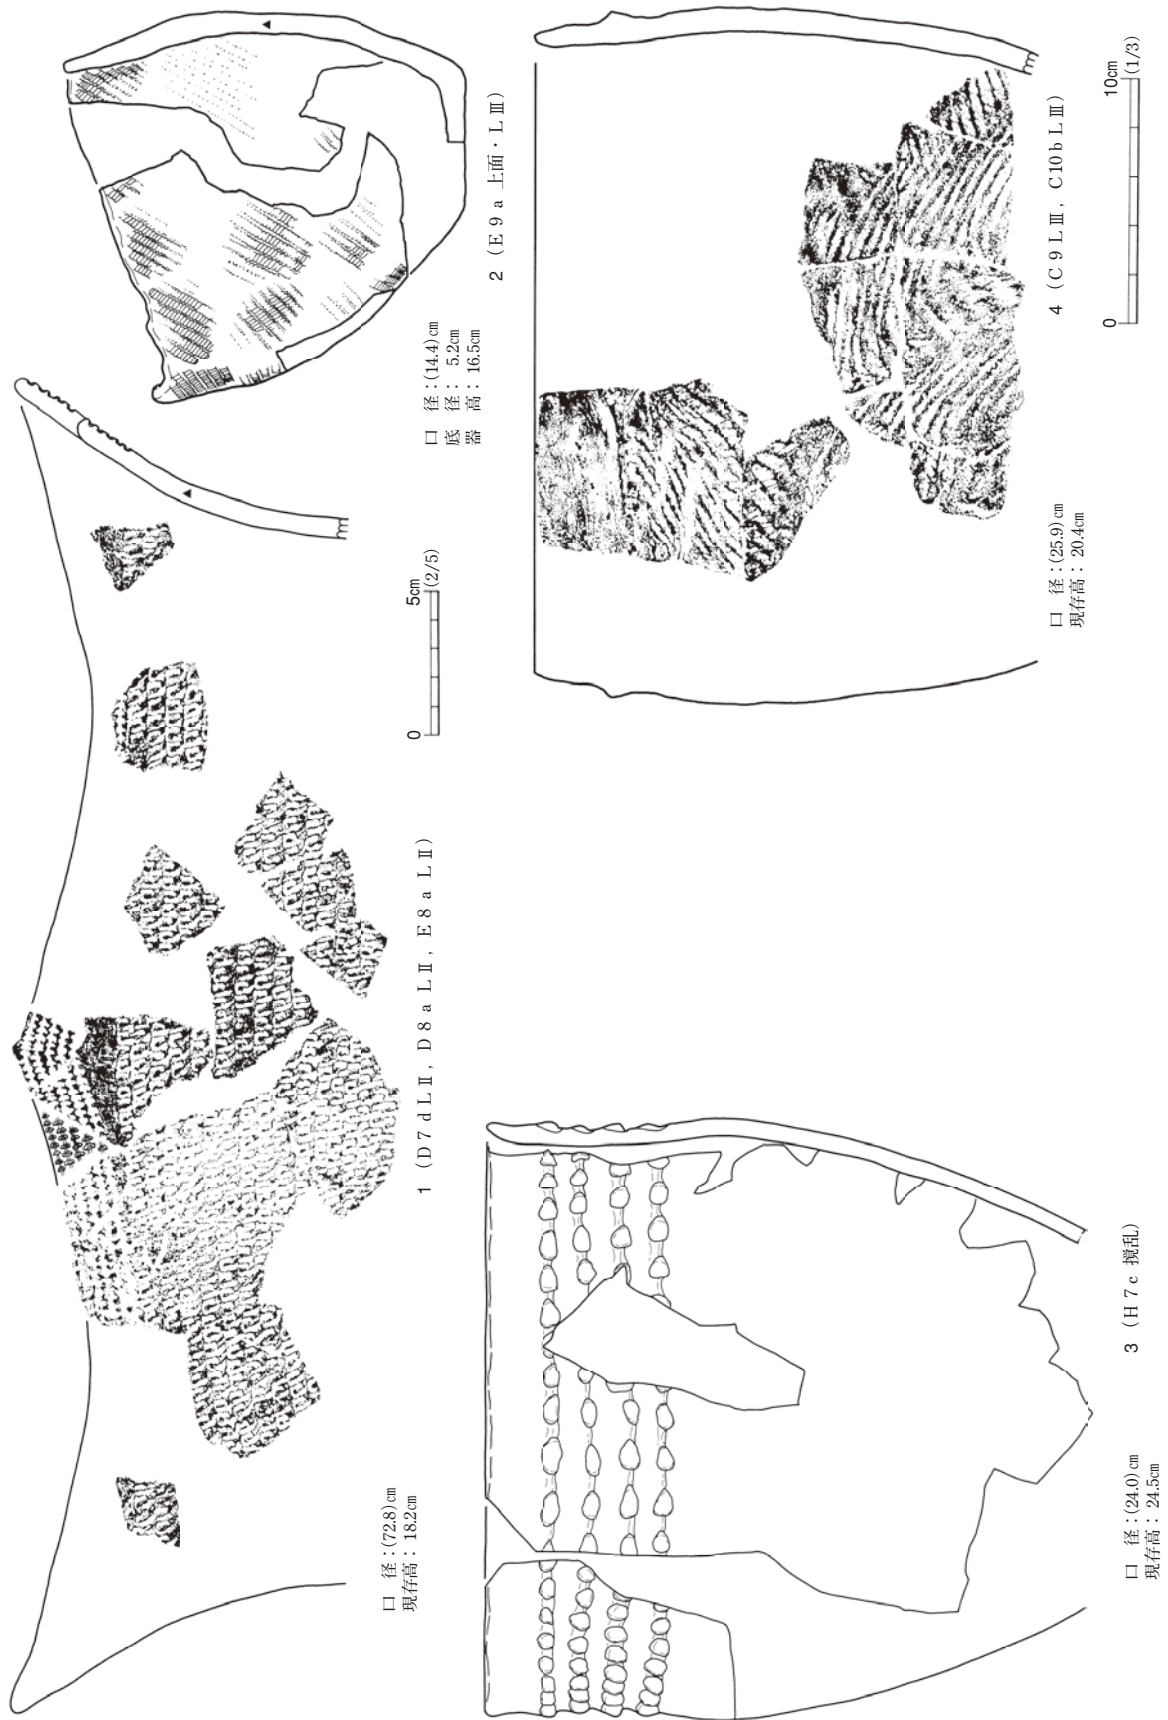 1 (D7dLⅡ, D8aLⅡ, E8aLⅡ)
口 径:(72.8)cm
現存高:18.2cm
0 5cm
(2/5)
2 (E9a 上面・LⅢ)
口 径:(14.4)cm
底 径: 5.2cm
器 高:16.5cm
3 (H7c 撹乱)
口 径:(24.0)cm
現存高:24.5cm
4 (C9LⅢ, C10bLⅢ)
口 径:(25.9)cm
現存高:20.4cm
0 10cm
(1/3)